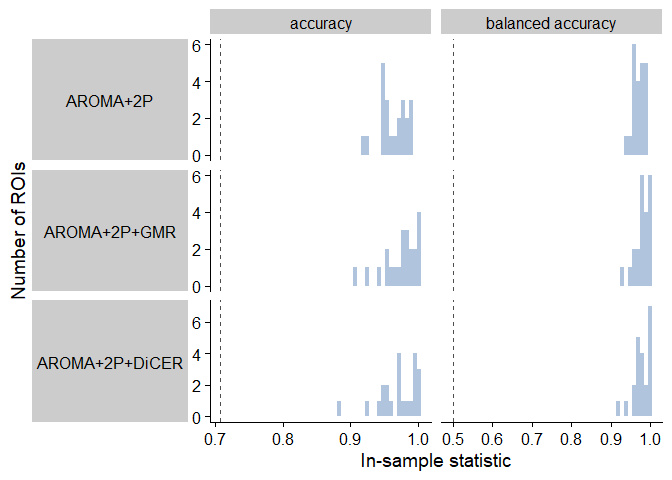 accuracy
balanced accuracy
Number of ROIs
AROMA+2P
6
4
2
0
AROMA+2P+GMR
6
4
2
0
AROMA+2P+DiCER
6
4
2
0
0.7 0.8 0.9 1.0
0.5 0.6 0.7 0.8 0.9 1.0
In-sample statistic